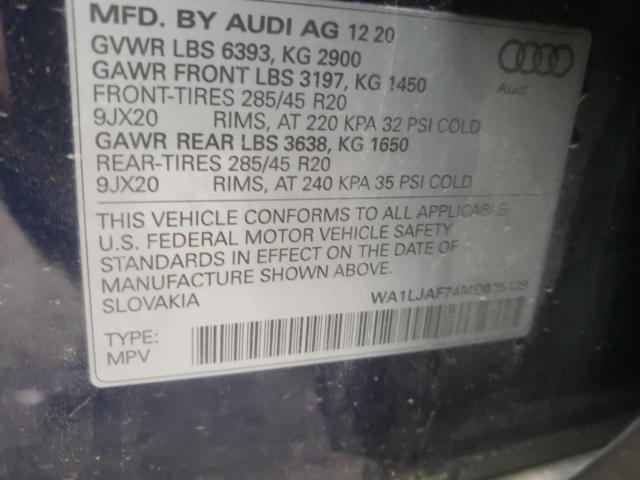 MFD. BY AUDI AG 12 20
GVWR LBS 6393, KG 2900
GAWR FRONT LBS 3197, KG 1450
FRONT-TIRES 285/45 R20
9JX20 RIMS, AT 220 KPA 32 PSI COLD
GAWR REAR LBS 3638, KG 1650
REAR-TIRES 285/45 R20
9JX20 RIMS, AT 240 KPA 35 PSI COLD
Audi
THIS VEHICLE CONFORMS TO ALL APPLICABLE
U.S. FEDERAL MOTOR VEHICLE SAFETY
STANDARDS IN EFFECT ON THE DATE OF
MANUFACTURE SHOWN ABOVE.
SLOVAKIA
TYPE:
MPV